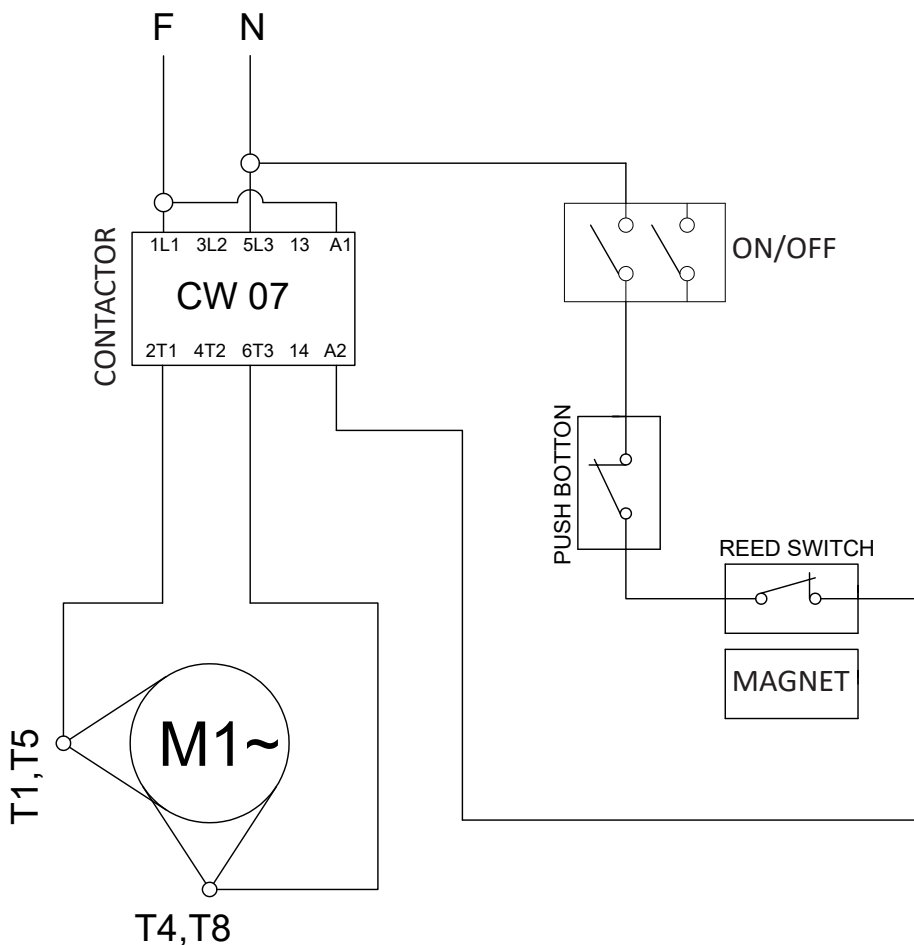 F N
CONTACTOR
1L1 3L2 5L3 13 A1
CW 07
2T1 4T2 6T3 14 A2
ON/OFF
PUSH BOTTON
REED SWITCH
MAGNET
M1~
T1,T5
T4,T8